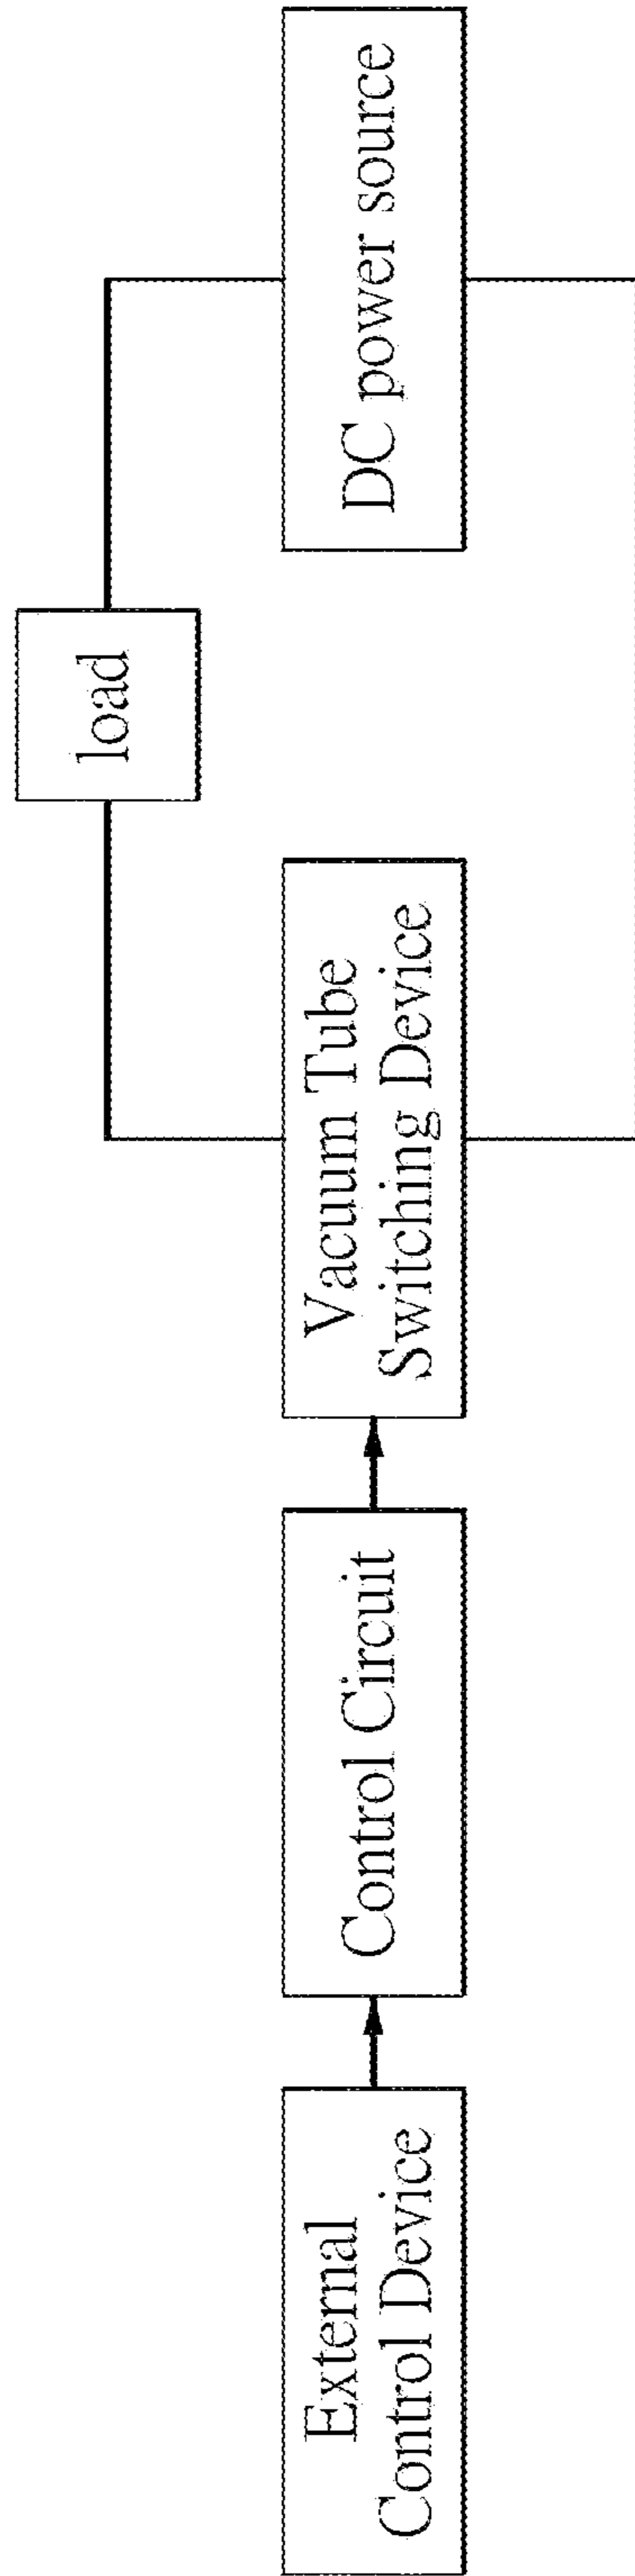 External
Control Device
Control Circuit
Vacuum Tube
Switching Device
load
DC power source